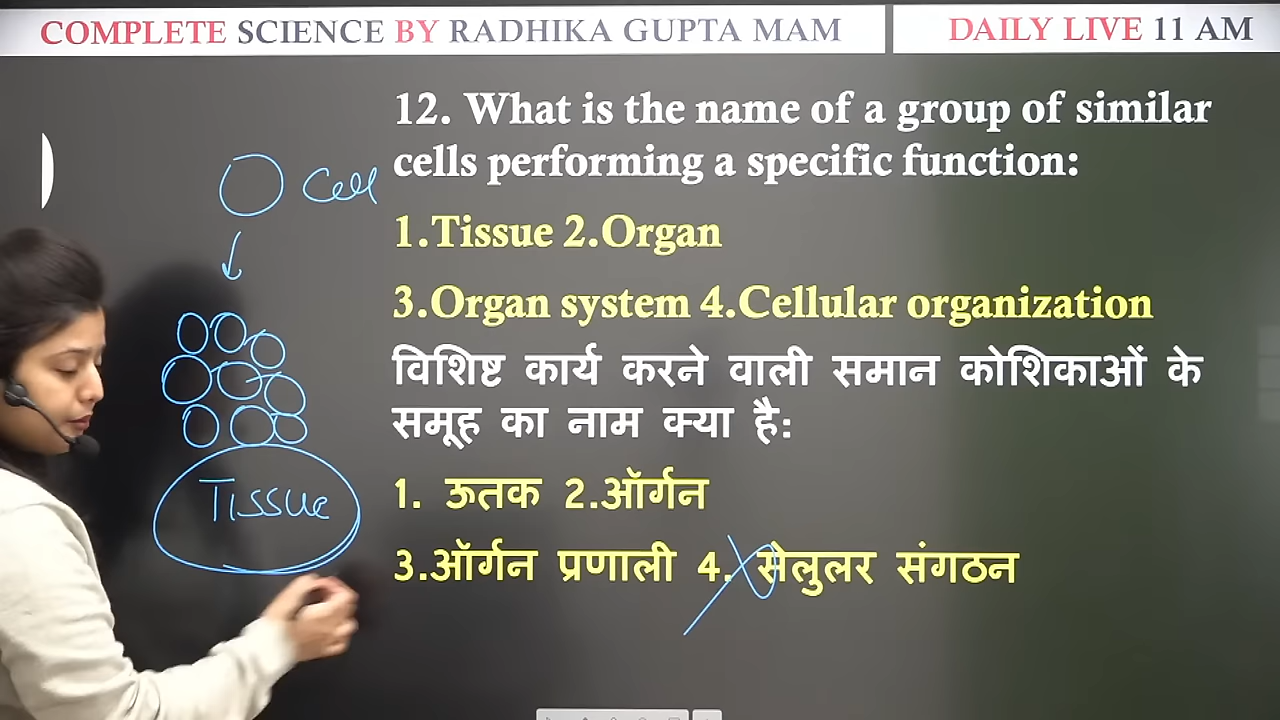 COMPLETE SCIENCE BY RADHIKA GUPTA MAM
DAILY LIVE 11 AM
12. What is the name of a group of similar
cells performing a specific function:
1.Tissue 2.Organ
3.Organ system 4.Cellular organization
विशिष्ट कार्य करने वाली समान कोशिकाओं के
समूह का नाम क्या है:
1. ऊतक 2.ऑर्गन
3.ऑर्गन प्रणाली 4. सेलुलर संगठन
Cell
Tissue